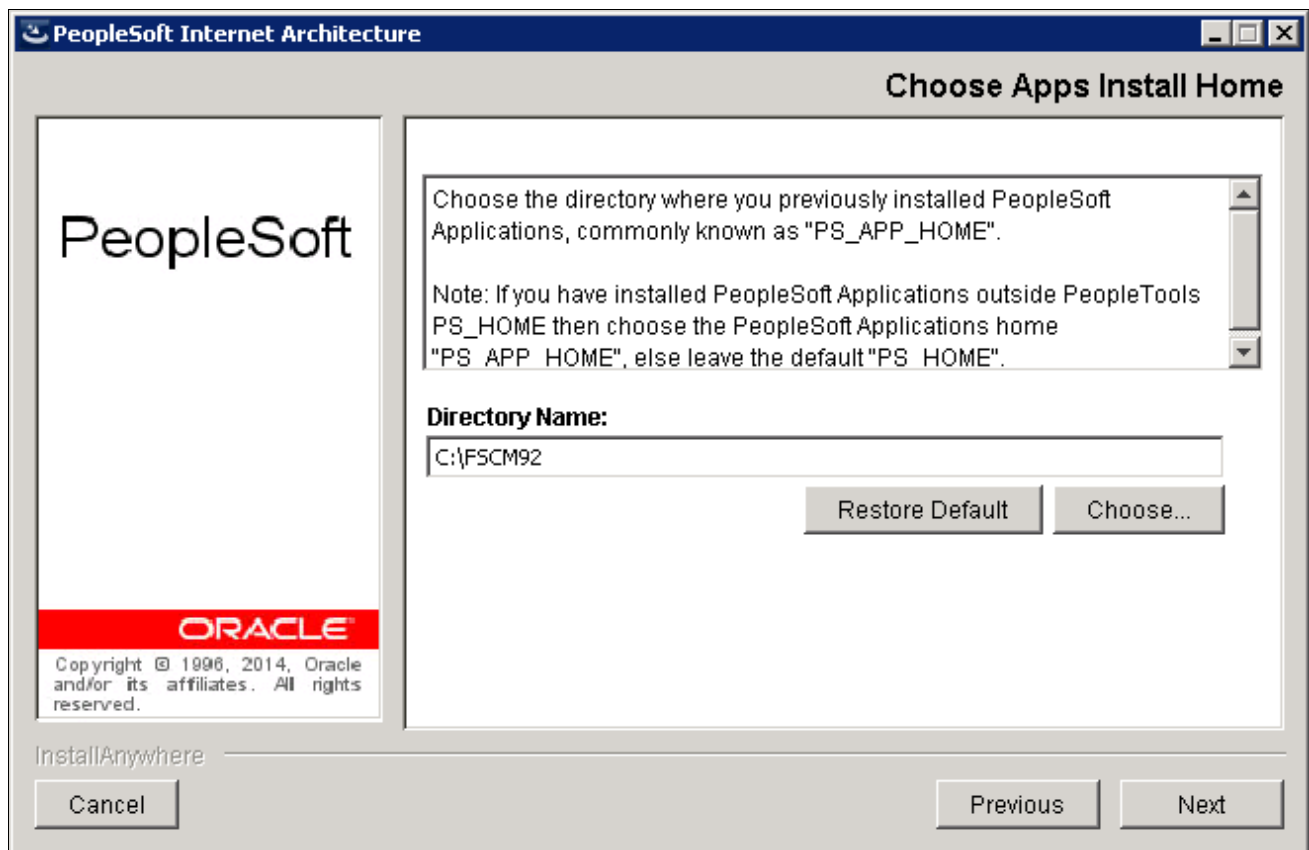 PeopleSoft Internet Architecture
Choose Apps Install Home
PeopleSoft
ORACLE
Copyright © 1996, 2014, Oracle
and/or its affiliates. All rights
reserved.
Choose the directory where you previously installed PeopleSoft
Applications, commonly known as "PS_APP_HOME".
Note: If you have installed PeopleSoft Applications outside PeopleTools
PS_HOME then choose the PeopleSoft Applications home
"PS_APP_HOME", else leave the default "PS_HOME".
Directory Name:
C:\FSCM92
Restore Default
Choose...
InstallAnywhere
Cancel
Previous
Next